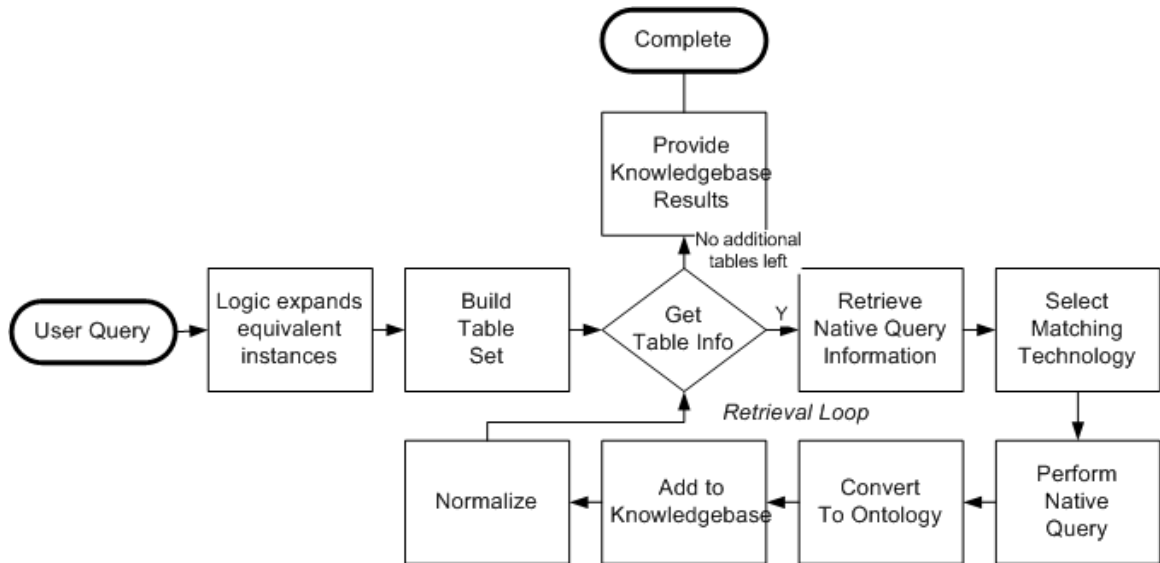 Complete
Provide
Knowledgebase
Results
No additional
tables left
User Query
Logic expands
equivalent
instances
Build
Table
Set
Get
Table Info
Y
Retrieve
Native Query
Information
Select
Matching
Technology
Retrieval Loop
Normalize
Add to
Knowledgebase
Convert
To Ontology
Perform
Native
Query